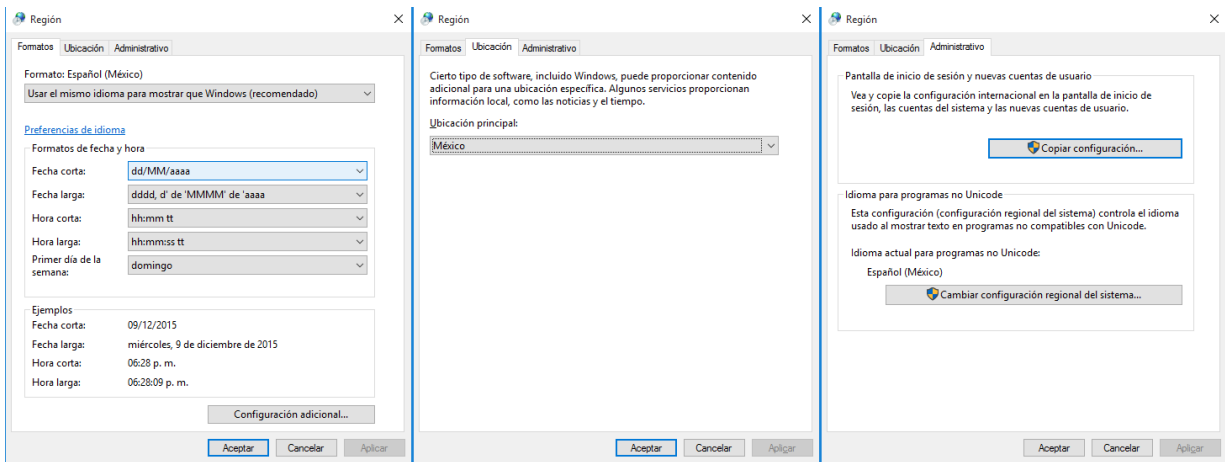 Región
Formatos Ubicación Administrativo
Formato: Español (México)
Usar el mismo idioma para mostrar que Windows (recomendado)
Preferencias de idioma
Formatos de fecha y hora
Fecha corta: dd/MM/aaaa
Fecha larga: dddd, d' de 'MMMM' de 'aaaa
Hora corta: hh:mm tt
Hora larga: hh:mm:ss tt
Primer día de la
semana: domingo
Ejemplos
Fecha corta: 09/12/2015
Fecha larga: miércoles, 9 de diciembre de 2015
Hora corta: 06:28 p. m.
Hora larga: 06:28:09 p. m.
Configuración adicional...
Aceptar Cancelar Aplicar
Región
Formatos Ubicación Administrativo
Cierto tipo de software, incluido Windows, puede proporcionar contenido
adicional para una ubicación específica. Algunos servicios proporcionan
información local, como las noticias y el tiempo.
Ubicación principal:
México
Aceptar Cancelar Aplicar
Región
Formatos Ubicación Administrativo
Pantalla de inicio de sesión y nuevas cuentas de usuario
Vea y copie la configuración internacional en la pantalla de inicio de
sesión, las cuentas del sistema y las nuevas cuentas de usuario.
Copiar configuración...
Idioma para programas no Unicode
Esta configuración (configuración regional del sistema) controla el idioma
usado al mostrar texto en programas no compatibles con Unicode.
Idioma actual para programas no Unicode:
Español (México)
Cambiar configuración regional del sistema...
Aceptar Cancelar Aplicar